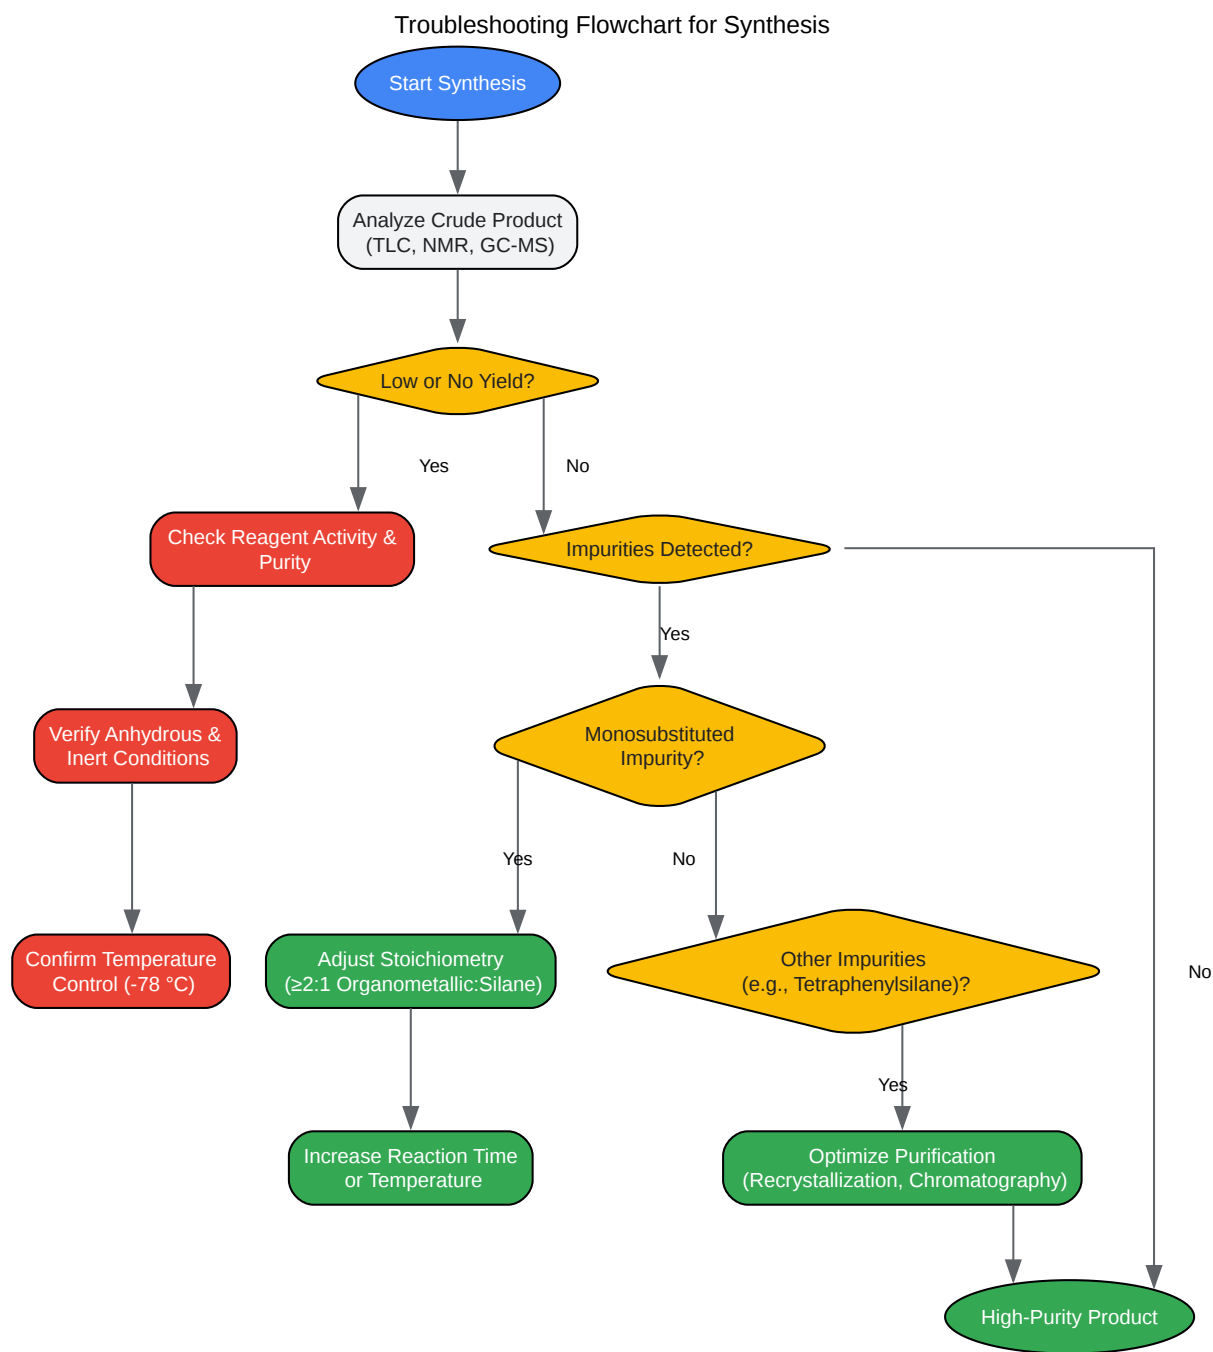 Troubleshooting Flowchart for Synthesis
Start Synthesis
Analyze Crude Product
(TLC, NMR, GC-MS)
Low or No Yield?
Yes
No
Check Reagent Activity &
Purity
Impurities Detected?
Yes
Verify Anhydrous &
Inert Conditions
Monosubstituted
Impurity?
Yes
No
Confirm Temperature
Control (-78 °C)
Adjust Stoichiometry
(≥2:1 Organometallic:Silane)
Other Impurities
(e.g., Tetraphenylsilane)?
No
Yes
Increase Reaction Time
or Temperature
Optimize Purification
(Recrystallization, Chromatography)
High-Purity Product